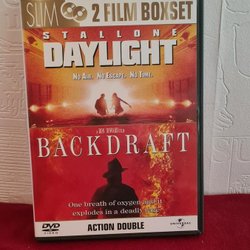 SLIM 2 FILM BOXSET
STALLONE
DAYLIGHT
NO AIR. NO ESCAPE. NO TIME.
BACKDRAFT
One breath of oxygen and it
explodes in a deadly
DVD
VIDEO
ACTION DOUBLE
UNIVERSAL